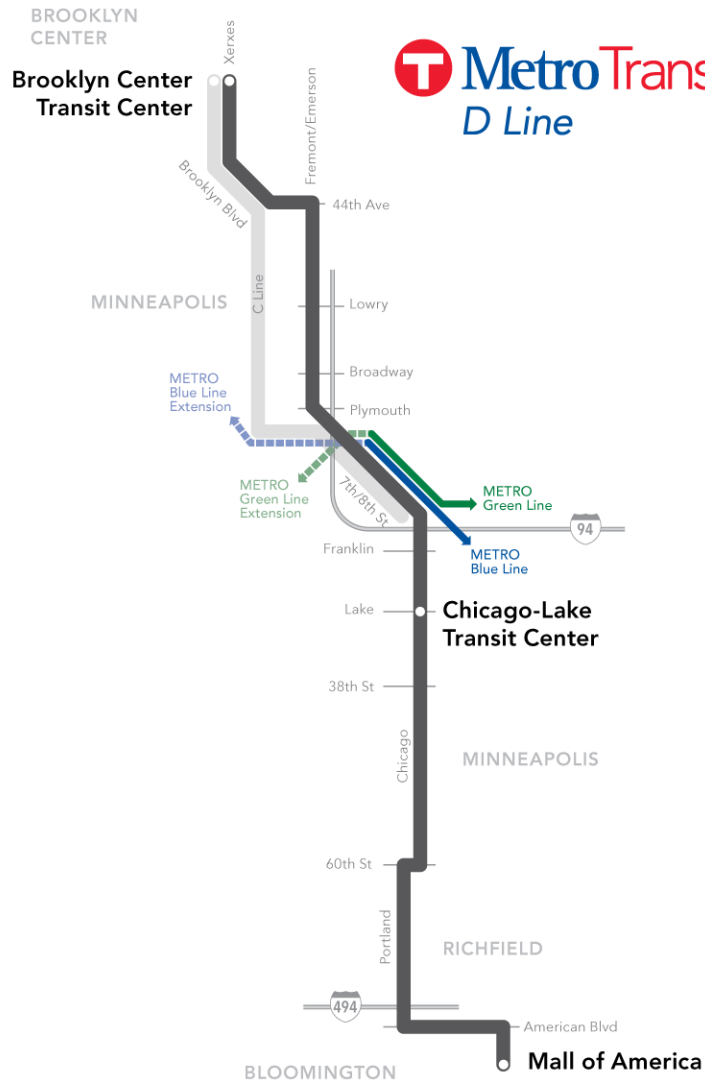 BROOKLYN
CENTER
Xerxes
Brooklyn Center
Transit Center
T Metro Trans
D Line
Fremont/Emerson
Brooklyn Blvd
44th Ave
C Line
MINNEAPOLIS
Lowry
Broadway
METRO
Blue Line
Extension
Plymouth
METRO
Green Line
Extension
7th/8th St
METRO
Green Line
94
METRO
Blue Line
Franklin
Lake
Chicago-Lake
Transit Center
38th St
Chicago
MINNEAPOLIS
60th St
Portland
RICHFIELD
494
American Blvd
Mall of America
BLOOMINGTON